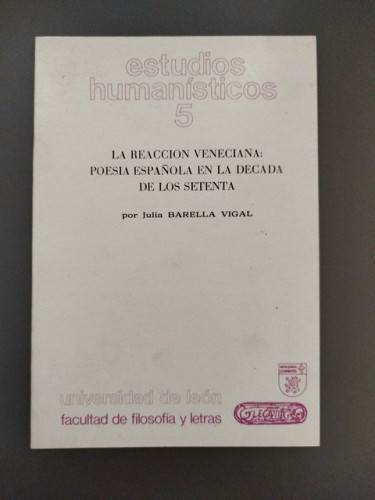 estudios
humanísticos
5
LA REACCION VENECIANA:
POESIA ESPAÑOLA EN LA DECADA
DE LOS SETENTA
por Julia BARELLA VIGAL
universidad de león
facultad de filosofía y letras